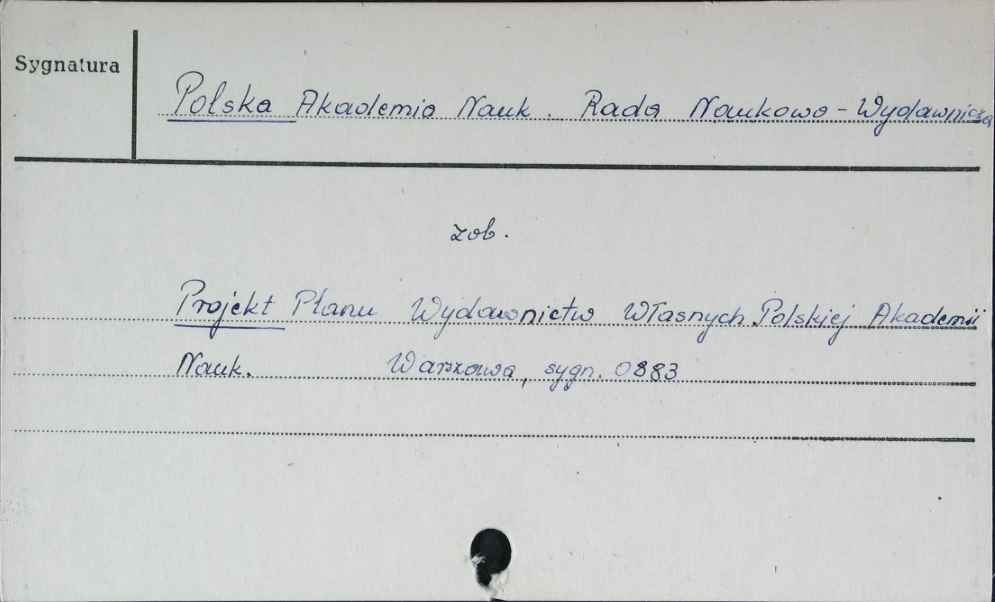 Sygnatura
Polska Akademia Nauk. Rada Naukowo-Wydawnicza
zob.
Projekt Planu Wydawnictw Własnych Polskiej Akademii
Nauk. Warszawa, sygn. 0883